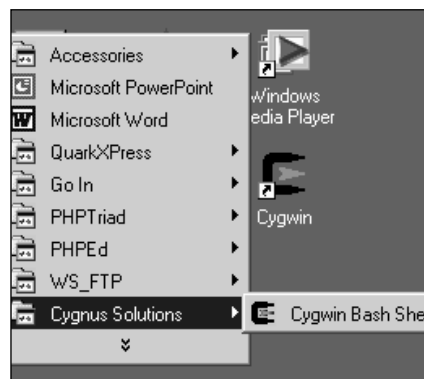 Accessories
Microsoft PowerPoint
Microsoft Word
QuarkXPress
Go In
PHPTriad
PHPEd
WS_FTP
Cygnus Solutions
Cygwin Bash She
Windows
edia Player
Cygwin